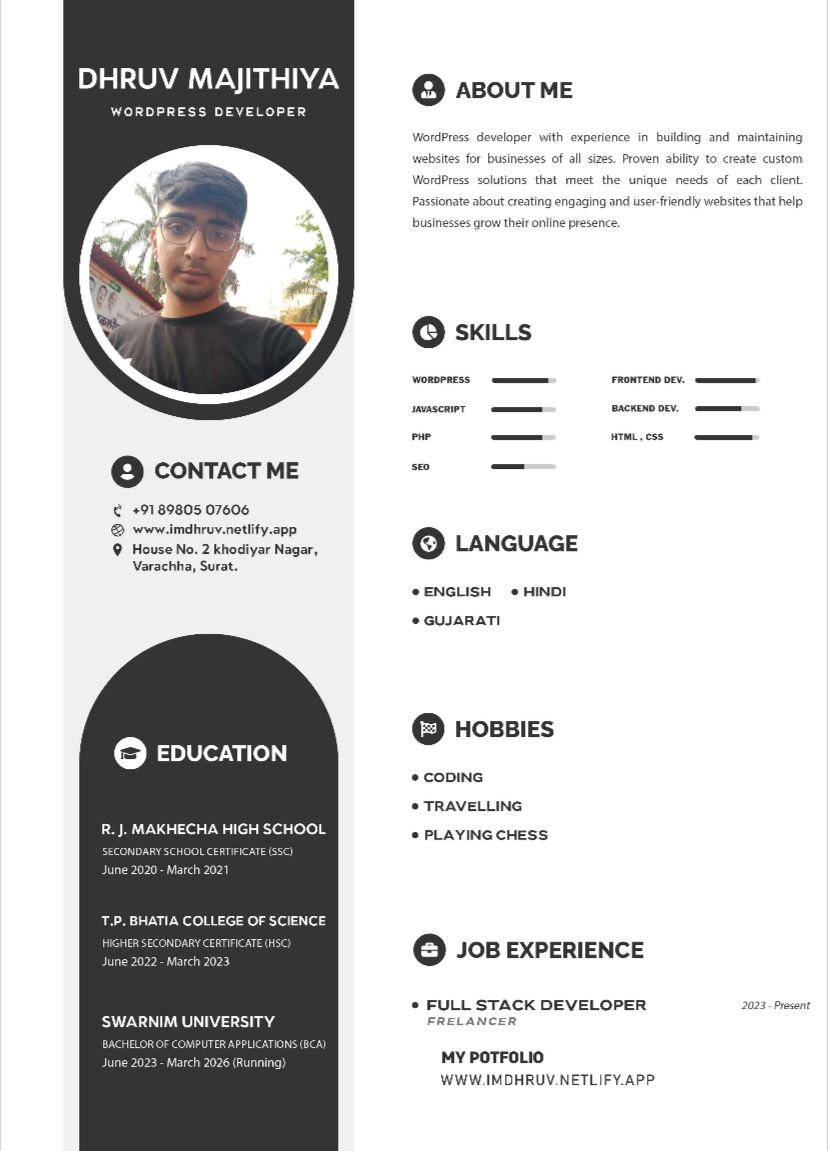 DHRUV MAJITHIYA
WORDPRESS DEVELOPER
CONTACT ME
+91 89805 07606
www.imdhruv.netlify.app
House No. 2 khodiyar Nagar,
Varachha, Surat.
EDUCATION
R. J. MAKHECHA HIGH SCHOOL
SECONDARY SCHOOL CERTIFICATE (SSC)
June 2020 - March 2021
T.P. BHATIA COLLEGE OF SCIENCE
HIGHER SECONDARY CERTIFICATE (HSC)
June 2022 - March 2023
SWARNIM UNIVERSITY
BACHELOR OF COMPUTER APPLICATIONS (BCA)
June 2023 - March 2026 (Running)
ABOUT ME
WordPress developer with experience in building and maintaining
websites for businesses of all sizes. Proven ability to create custom
WordPress solutions that meet the unique needs of each client.
Passionate about creating engaging and user-friendly websites that help
businesses grow their online presence.
SKILLS
WORDPRESS
JAVASCRIPT
PHP
SEO
FRONTEND DEV.
BACKEND DEV.
HTML , CSS
LANGUAGE
• ENGLISH • HINDI
• GUJARATI
HOBBIES
• CODING
• TRAVELLING
• PLAYING CHESS
JOB EXPERIENCE
• FULL STACK DEVELOPER 2023 - Present
FRELANCER
MY POTFOLIO
WWW.IMDHRUV.NETLIFY.APP